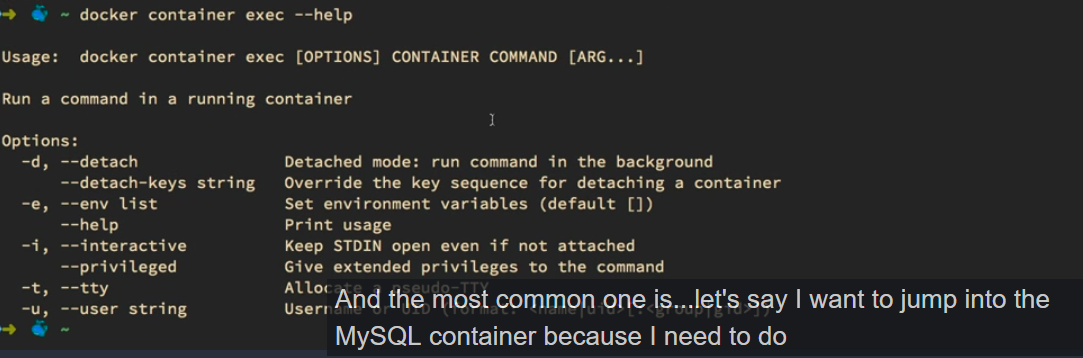 ➜ ~ docker container exec --help
Usage: docker container exec [OPTIONS] CONTAINER COMMAND [ARG...]
Run a command in a running container
Options:
-d, --detach Detached mode: run command in the background
--detach-keys string Override the key sequence for detaching a container
-e, --env list Set environment variables (default [])
--help Print usage
-i, --interactive Keep STDIN open even if not attached
--privileged Give extended privileges to the command
-t, --tty Allocate a pseudo-TTY
-u, --user string Username or UID (format: <name|uid>[:<group|gid>])
➜ ~
And the most common one is...let's say I want to jump into the
MySQL container because I need to do